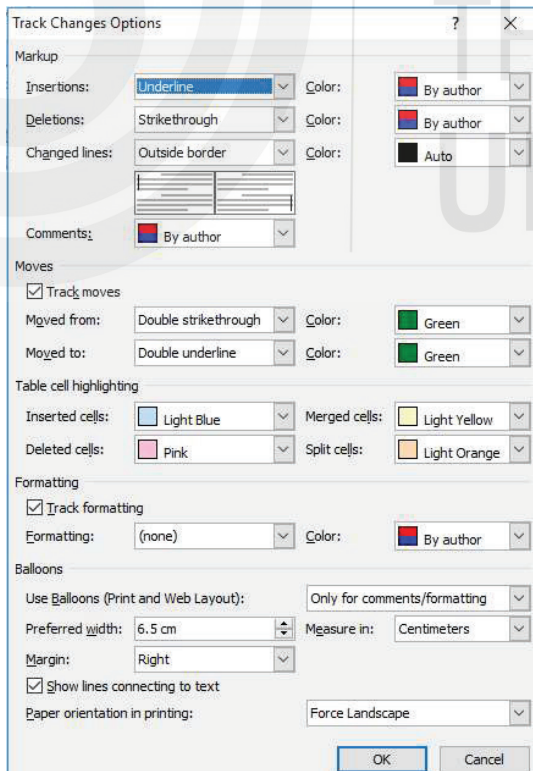 Track Changes Options ? ×
Markup
Insertions: Underline Color: By author
Deletions: Strikethrough Color: By author
Changed lines: Outside border Color: Auto
Comments: By author
Moves
Track moves
Moved from: Double strikethrough Color: Green
Moved to: Double underline Color: Green
Table cell highlighting
Inserted cells: Light Blue Merged cells: Light Yellow
Deleted cells: Pink Split cells: Light Orange
Formatting
Track formatting
Formatting: (none) Color: By author
Balloons
Use Balloons (Print and Web Layout): Only for comments/formatting
Preferred width: 6.5 cm Measure in: Centimeters
Margin: Right
Show lines connecting to text
Paper orientation in printing: Force Landscape
OK Cancel